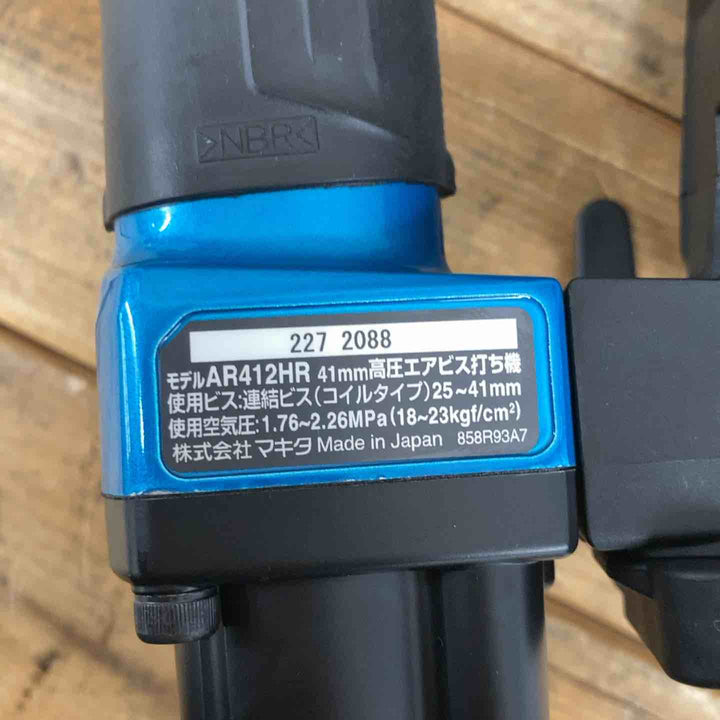 >NBR<
227 2088
モデルAR412HR 41mm高圧エアビス打ち機
使用ビス:連結ビス(コイルタイプ)25~41mm
使用空気圧:1.76~2.26MPa(18~23kgf/cm²)
株式会社 マキタ Made in Japan 858R93A7